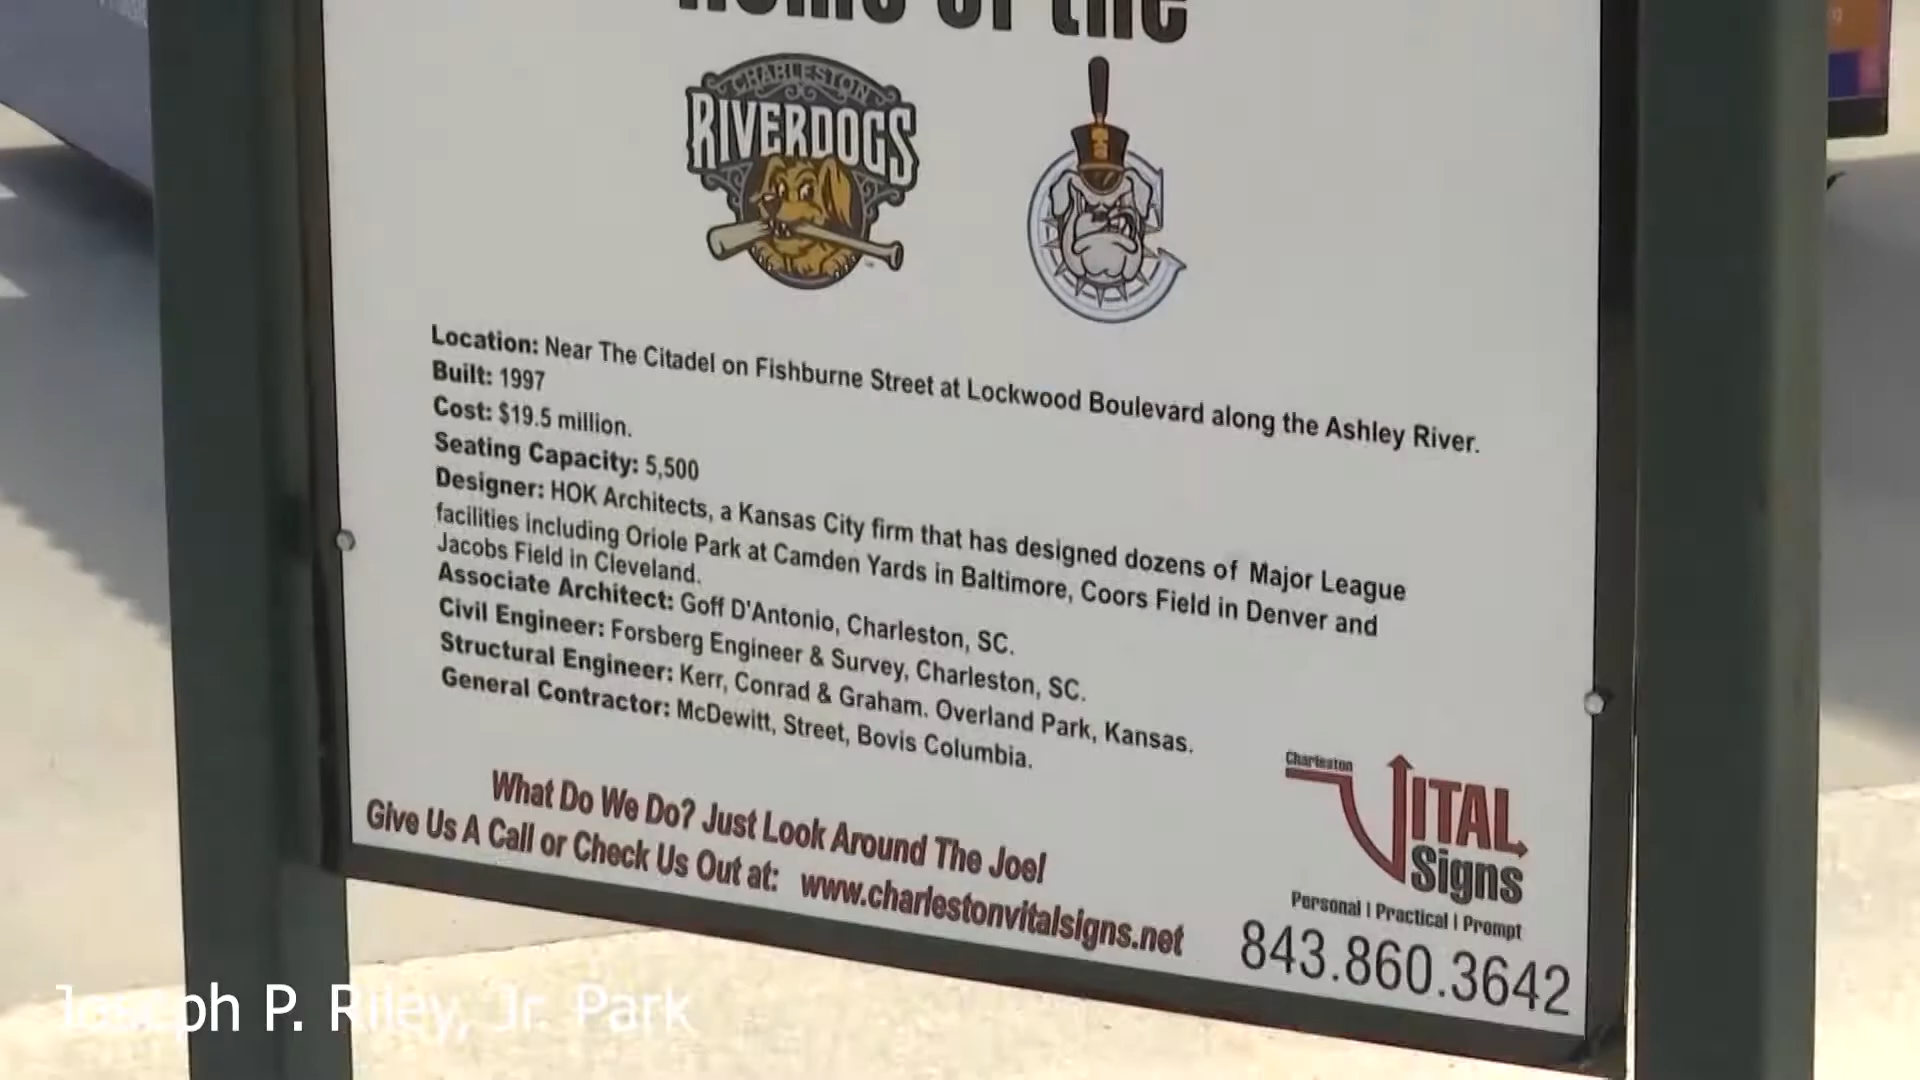 Home of the
CHARLESTON
RIVERDOGS
Location: Near The Citadel on Fishburne Street at Lockwood Boulevard along the Ashley River.
Built: 1997
Cost: $19.5 million.
Seating Capacity: 5,500
Designer: HOK Architects, a Kansas City firm that has designed dozens of Major League
facilities including Oriole Park at Camden Yards in Baltimore, Coors Field in Denver and
Jacobs Field in Cleveland.
Associate Architect: Goff D'Antonio, Charleston, SC.
Civil Engineer: Forsberg Engineer & Survey, Charleston, SC.
Structural Engineer: Kerr, Conrad & Graham. Overland Park, Kansas.
General Contractor: McDewitt, Street, Bovis Columbia.
What Do We Do? Just Look Around The Joe!
Give Us A Call or Check Us Out at: www.charlestonvitalsigns.net
Charleston
VITAL
Signs
Personal | Practical | Prompt
843.860.3642
Joseph P. Riley, Jr. Park